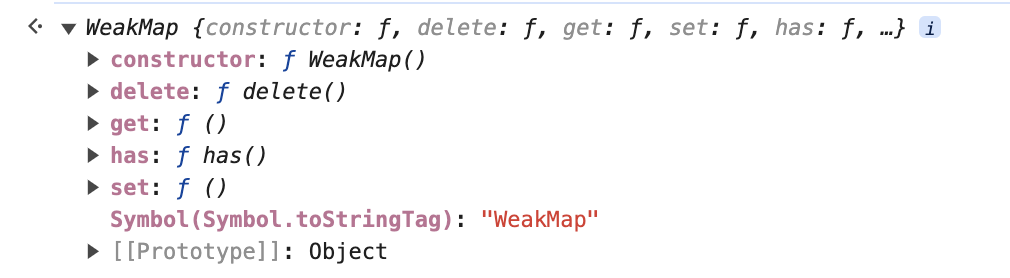 WeakMap {constructor: ƒ, delete: ƒ, get: ƒ, set: ƒ, has: ƒ, …} i
constructor: ƒ WeakMap()
delete: ƒ delete()
get: ƒ ()
has: ƒ has()
set: ƒ ()
Symbol(Symbol.toStringTag): "WeakMap"
[[Prototype]]: Object